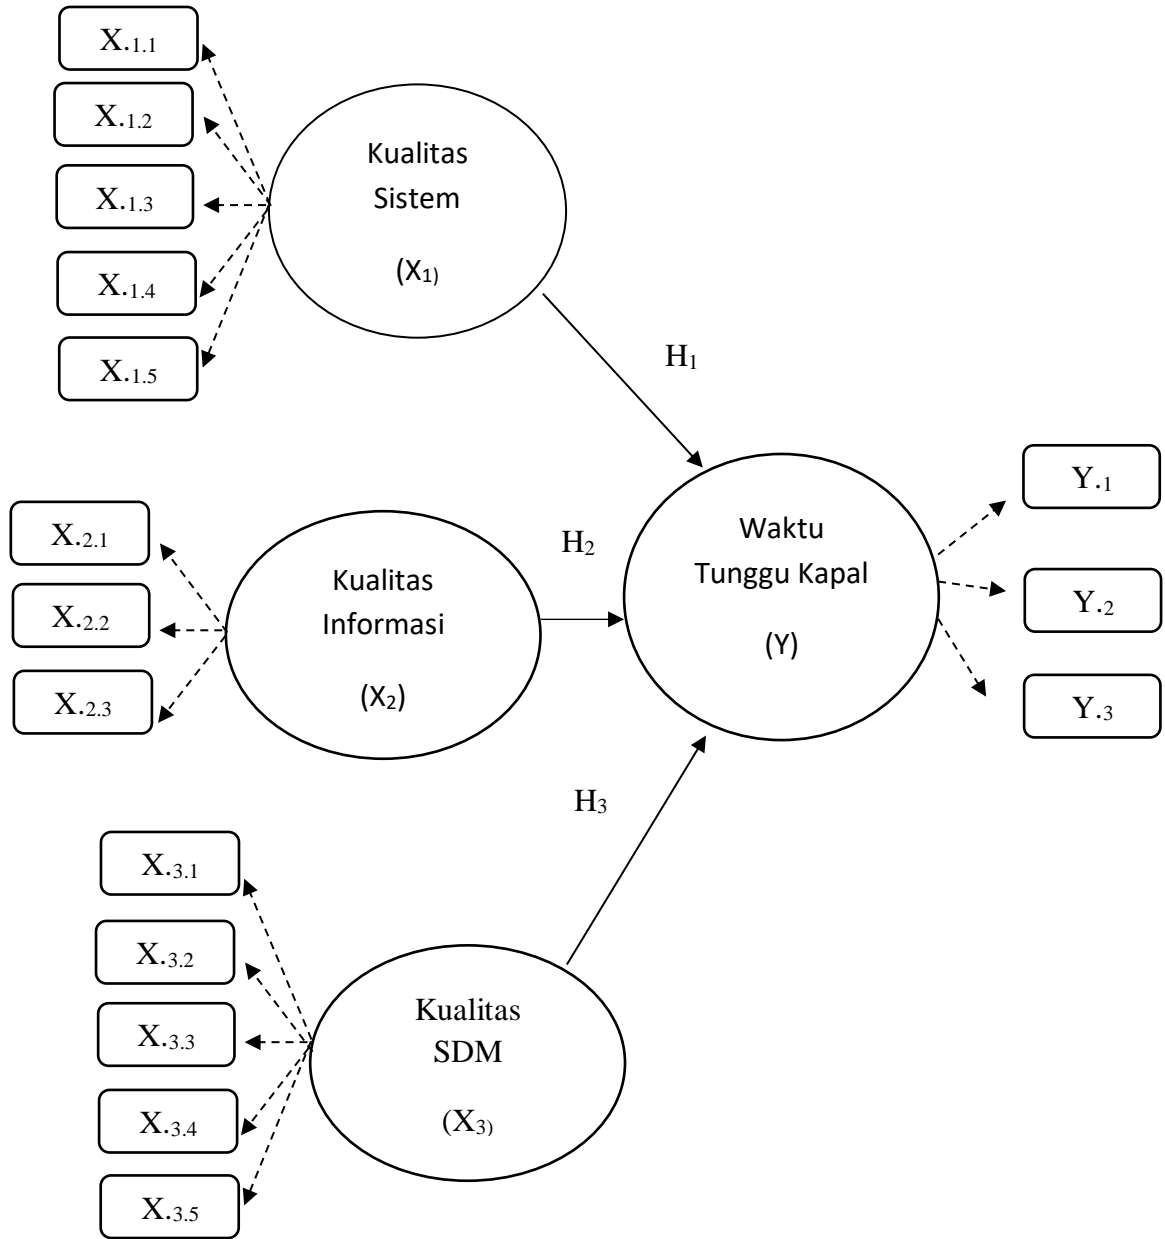 X.1.1
X.1.2
X.1.3
X.1.4
X.1.5
Kualitas
Sistem
(X1)
H1
X.2.1
X.2.2
X.2.3
Kualitas
Informasi
(X2)
H2
Waktu
Tunggu Kapal
(Y)
Y.1
Y.2
Y.3
H3
X.3.1
X.3.2
X.3.3
X.3.4
X.3.5
Kualitas
SDM
(X3)